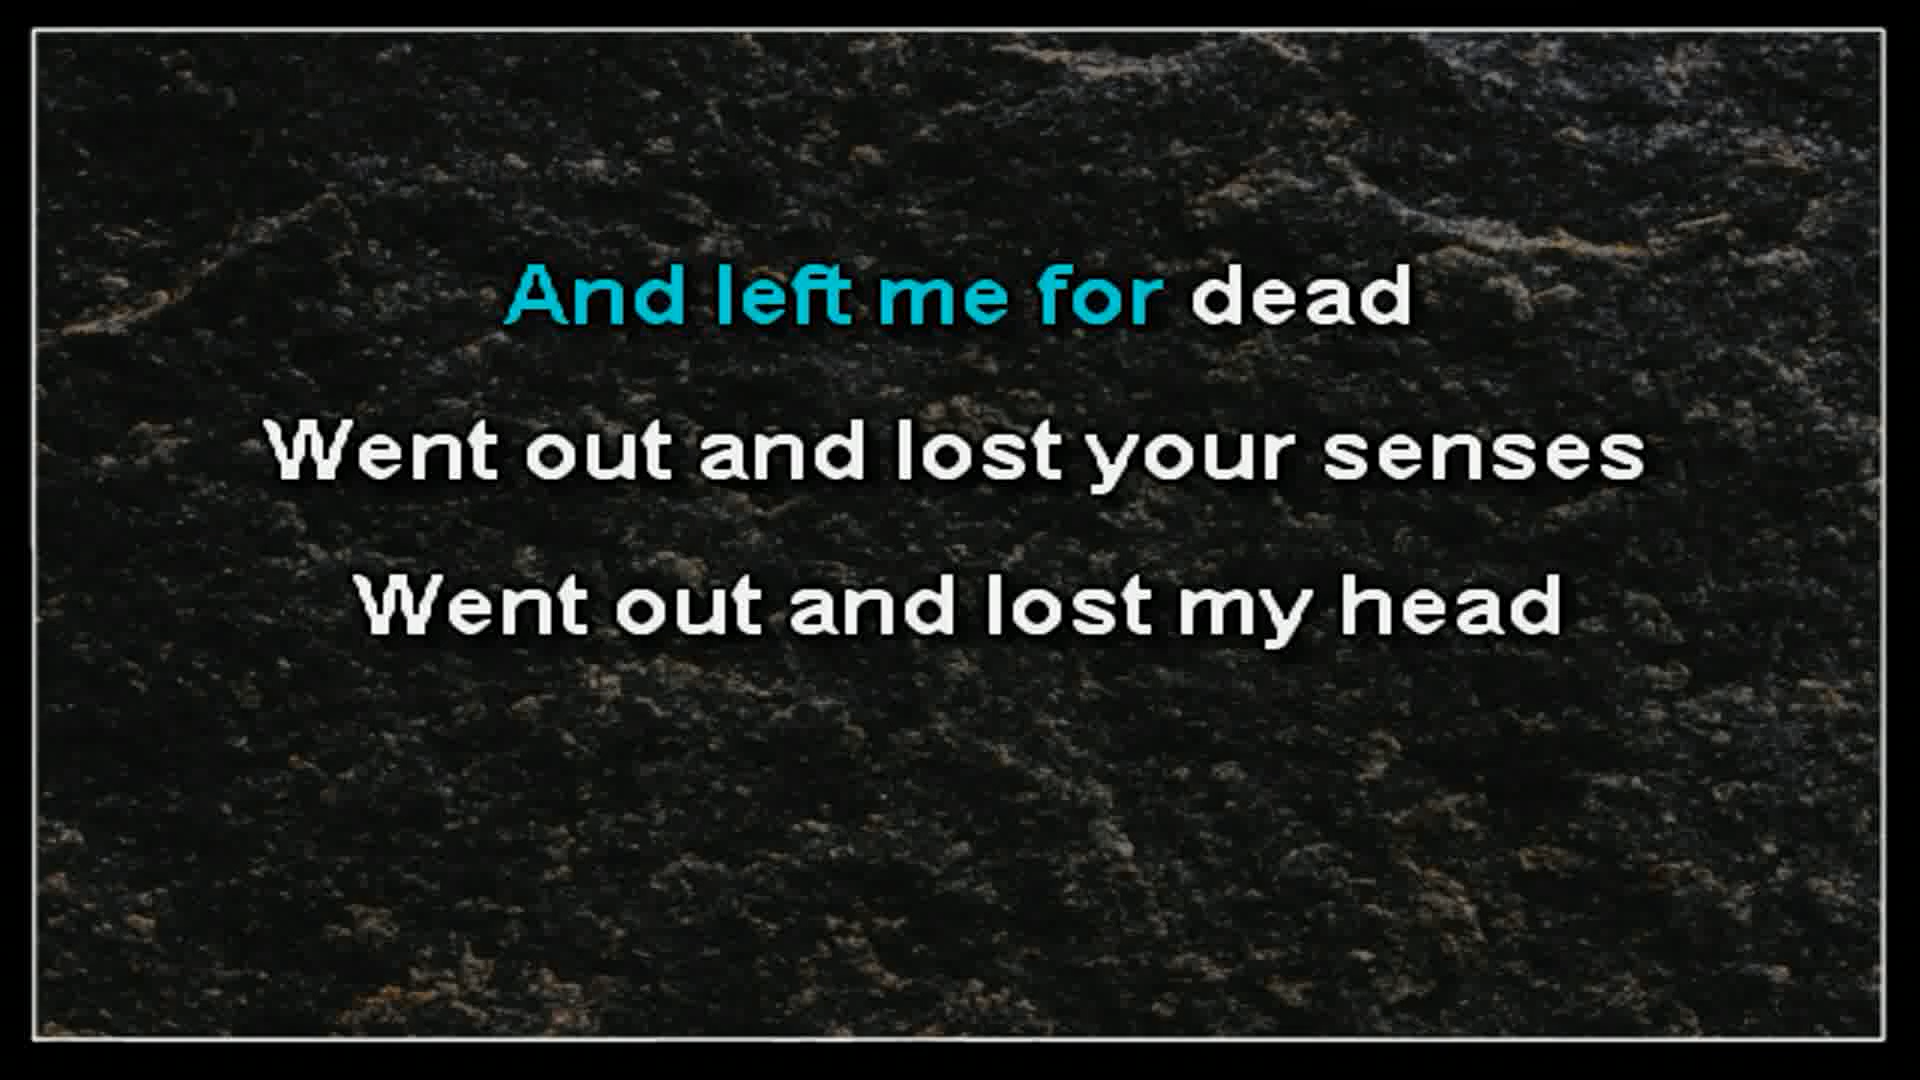 And left me for dead
Went out and lost your senses
Went out and lost my head